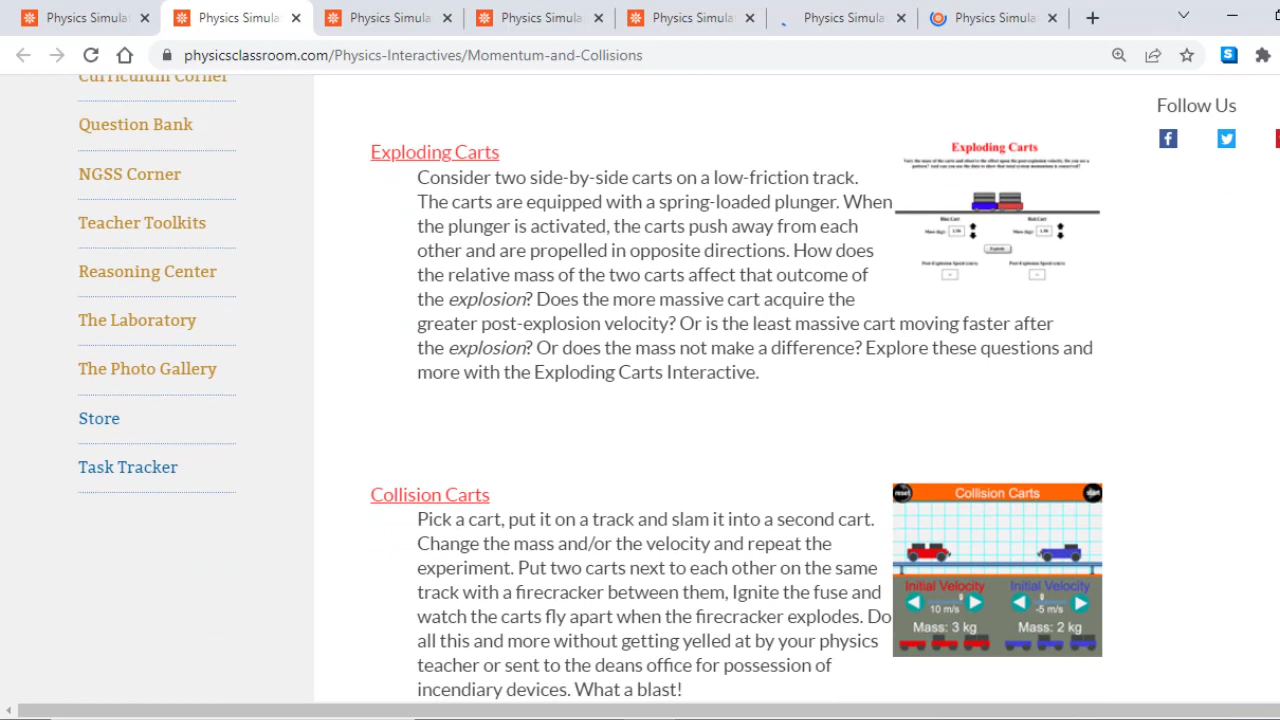 Physics Simula
Physics Simula
Physics Simula
Physics Simula
Physics Simula
Physics Simula
Physics Simula
physicsclassroom.com/Physics-Interactives/Momentum-and-Collisions
Curriculum Corner
Question Bank
NGSS Corner
Teacher Toolkits
Reasoning Center
The Laboratory
The Photo Gallery
Store
Task Tracker
Exploding Carts
Consider two side-by-side carts on a low-friction track.
The carts are equipped with a spring-loaded plunger. When
the plunger is activated, the carts push away from each
other and are propelled in opposite directions. How does
the relative mass of the two carts affect the outcome of
the explosion? Does the more massive cart acquire the
greater post-explosion velocity? Or is the least massive cart moving faster after
the explosion? Or does the mass not make a difference? Explore these questions and
more with the Exploding Carts Interactive.
Exploding Carts
Collision Carts
Pick a cart, put it on a track and slam it into a second cart.
Change the mass and/or the velocity and repeat the
experiment. Put two carts next to each other on the same
track with a firecracker between them, Ignite the fuse and
watch the carts fly apart when the firecracker explodes. Do
all this and more without getting yelled at by your physics
teacher or sent to the deans office for possession of
incendiary devices. What a blast!
reset
Collision Carts
start
Initial Velocity
Initial Velocity
10 m/s
-5 m/s
Mass: 3 kg
Mass: 2 kg
Follow Us